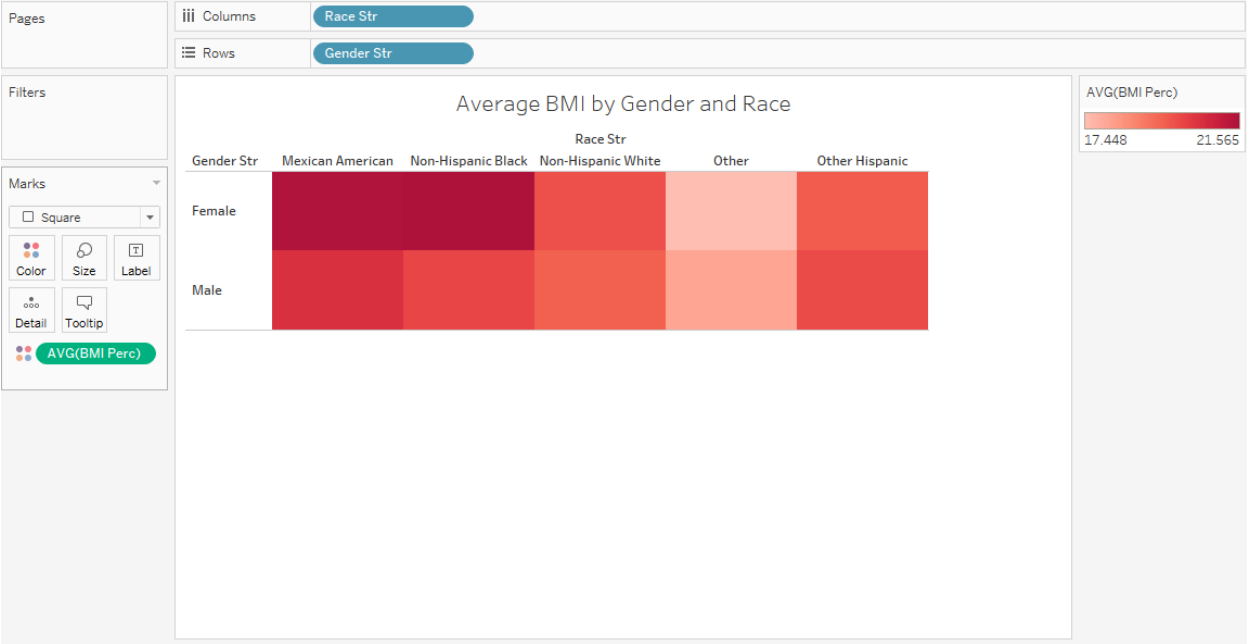 Pages
Columns
Race Str
Rows
Gender Str
Filters
Marks
Square
Color
Size
Label
Detail
Tooltip
AVG(BMI Perc)
Average BMI by Gender and Race
Race Str
Gender Str Mexican American Non-Hispanic Black Non-Hispanic White Other Other Hispanic
Female
Male
AVG(BMI Perc)
17.448 21.565